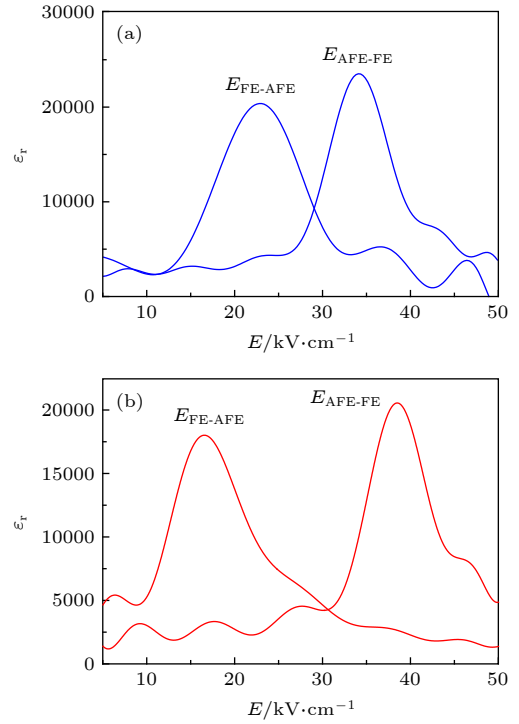 30000
(a)
E_AFE-FE
E_FE-AFE
20000
ε_r
10000
0
10 20 30 40 50
E/kV·cm⁻¹
(b)
E_AFE-FE
20000
E_FE-AFE
15000
ε_r
10000
5000
0
10 20 30 40 50
E/kV·cm⁻¹